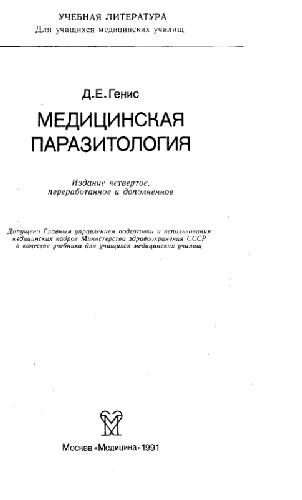 УЧЕБНАЯ ЛИТЕРАТУРА
Для учащихся медицинских училищ
Д.Е.Генис
МЕДИЦИНСКАЯ
ПАРАЗИТОЛОГИЯ
Издание четвертое,
переработанное и дополненное
Допущено Главным управлением подготовки и использования
медицинских кадров Министерства здравоохранения СССР
в качестве учебника для учащихся медицинских училищ
Москва «Медицина» 1991